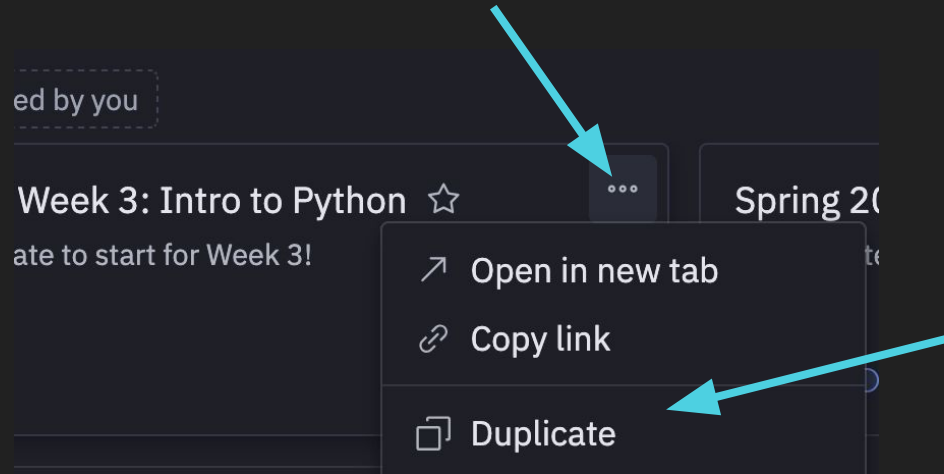 ed by you
Week 3: Intro to Python
Spring 20
ate to start for Week 3!
Open in new tab
Copy link
Duplicate